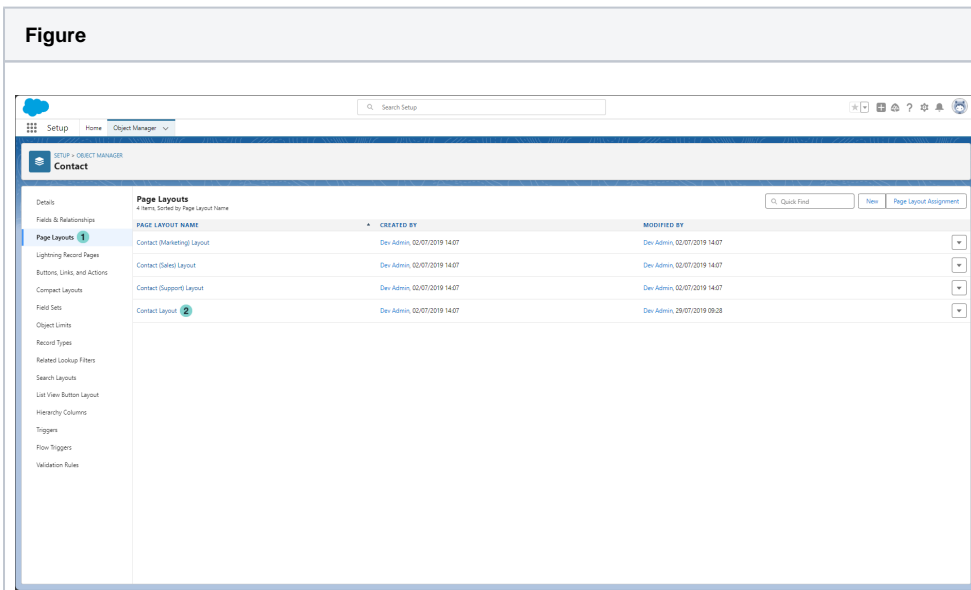 Figure
Search Setup
Setup Home Object Manager
SETUP > OBJECT MANAGER
Contact
Details
Fields & Relationships
Page Layouts 1
Lightning Record Pages
Buttons, Links, and Actions
Compact Layouts
Field Sets
Object Limits
Record Types
Related Lookup Filters
Search Layouts
List View Button Layout
Hierarchy Columns
Triggers
Flow Triggers
Validation Rules
Page Layouts
4 Items, Sorted by Page Layout Name
Quick Find New Page Layout Assignment
PAGE LAYOUT NAME CREATED BY MODIFIED BY
Contact (Marketing) Layout Dev Admin, 02/07/2019 14:07 Dev Admin, 02/07/2019 14:07
Contact (Sales) Layout Dev Admin, 02/07/2019 14:07 Dev Admin, 02/07/2019 14:07
Contact (Support) Layout Dev Admin, 02/07/2019 14:07 Dev Admin, 02/07/2019 14:07
Contact Layout 2 Dev Admin, 02/07/2019 14:07 Dev Admin, 29/07/2019 09:28